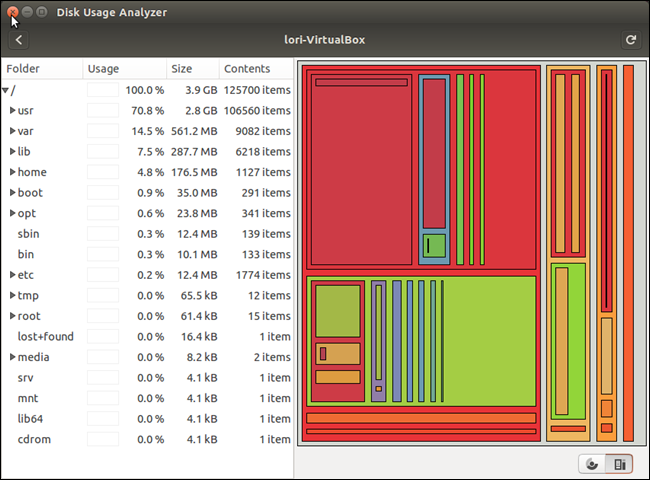 Disk Usage Analyzer
lori-VirtualBox
Folder Usage Size Contents
/ 100.0 % 3.9 GB 125700 items
usr 70.8 % 2.8 GB 106560 items
var 14.5 % 561.2 MB 9082 items
lib 7.5 % 287.7 MB 6218 items
home 4.8 % 176.5 MB 1127 items
boot 0.9 % 35.0 MB 291 items
opt 0.6 % 23.8 MB 341 items
sbin 0.3 % 12.4 MB 139 items
bin 0.3 % 10.1 MB 133 items
etc 0.2 % 12.4 MB 1774 items
tmp 0.0 % 65.5 kB 12 items
root 0.0 % 61.4 kB 15 items
lost+found 0.0 % 16.4 kB 1 item
media 0.0 % 8.2 kB 2 items
srv 0.0 % 4.1 kB 1 item
mnt 0.0 % 4.1 kB 1 item
lib64 0.0 % 4.1 kB 1 item
cdrom 0.0 % 4.1 kB 1 item